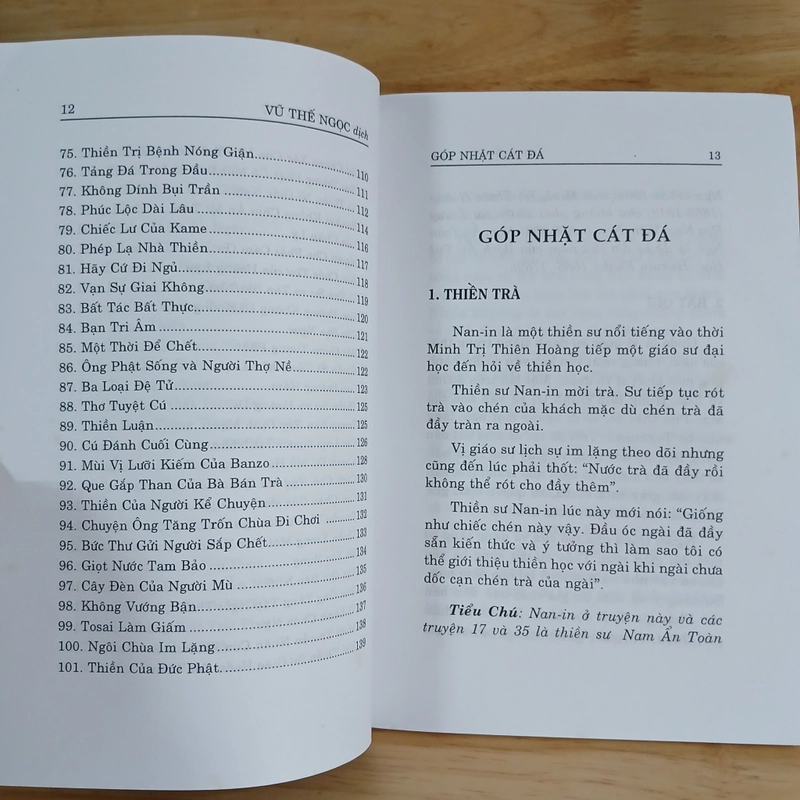 12 VŨ THẾ NGỌC dịch
75. Thiền Trị Bệnh Nóng Giận 110
76. Tảng Đá Trong Đầu 111
77. Không Dính Bụi Trần 112
78. Phúc Lộc Dài Lâu 114
79. Chiếc Lư Của Kame 116
80. Phép Lạ Nhà Thiền 117
81. Hãy Cứ Đi Ngủ 118
82. Vạn Sự Giai Không 119
83. Bất Tác Bất Thực 120
84. Bạn Tri Âm 121
85. Một Thời Để Chết 122
86. Ông Phật Sống và Người Thợ Nề 122
87. Ba Loại Đệ Tử 123
88. Thơ Tuyệt Cú 125
89. Thiền Luận 125
90. Cú Đánh Cuối Cùng 126
91. Mùi Vị Lưỡi Kiếm Của Banzo 128
92. Que Gắp Than Của Bà Bán Trà 130
93. Thiền Của Người Kể Chuyện 131
94. Chuyện Ông Tăng Trốn Chùa Đi Chơi 132
95. Bức Thư Gửi Người Sắp Chết 133
96. Giọt Nước Tam Bảo 134
97. Cây Đèn Của Người Mù 135
98. Không Vướng Bận 136
99. Tosai Làm Giấm 137
100. Ngôi Chùa Im Lặng 138
101. Thiền Của Đức Phật 139
GÓP NHẶT CÁT ĐÁ 13
GÓP NHẶT CÁT ĐÁ
1. THIỀN TRÀ
Nan-in là một thiền sư nổi tiếng vào thời
Minh Trị Thiên Hoàng tiếp một giáo sư đại
học đến hỏi về thiền học.
Thiền sư Nan-in mời trà. Sư tiếp tục rót
trà vào chén của khách mặc dù chén trà đã
đầy tràn ra ngoài.
Vị giáo sư lịch sự im lặng theo dõi nhưng
cũng đến lúc phải thốt: “Nước trà đã đầy rồi
không thể rót cho đầy thêm”.
Thiền sư Nan-in lúc này mới nói: “Giống
như chiếc chén này vậy. Đầu óc ngài đã đầy
sẵn kiến thức và ý tưởng thì làm sao tôi có
thể giới thiệu thiền học với ngài khi ngài chưa
dốc cạn chén trà của ngài”.
Tiểu Chú: Nan-in ở truyện này và các
truyện 17 và 35 là thiền sư Nam Ẩn Toàn